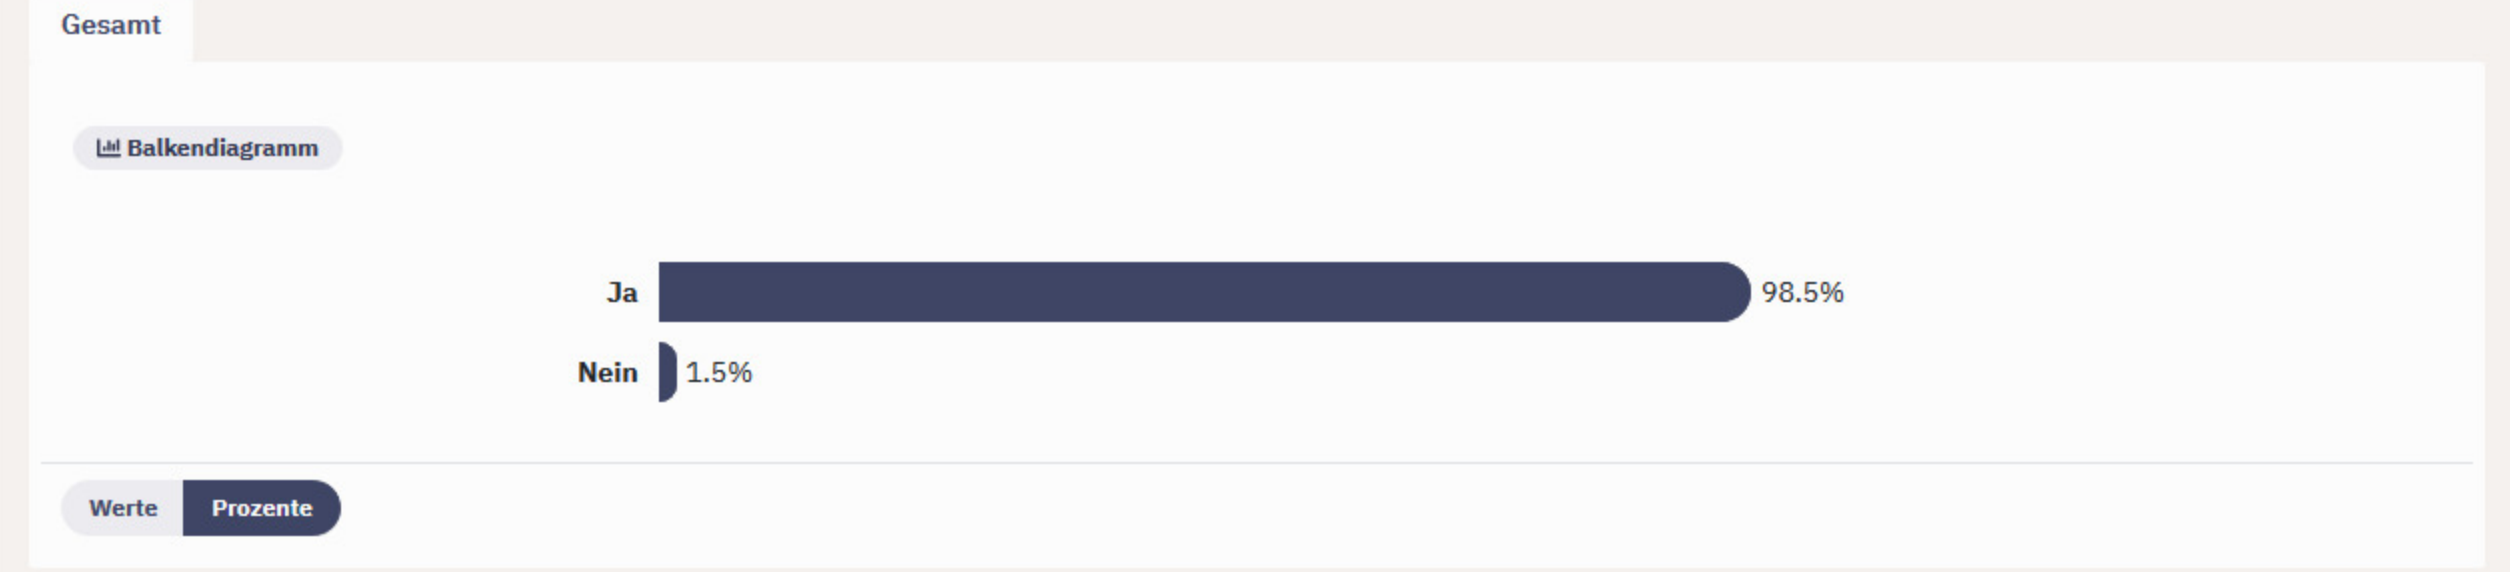 Gesamt
Balkendiagramm
Ja 98.5%
Nein 1.5%
Werte Prozente